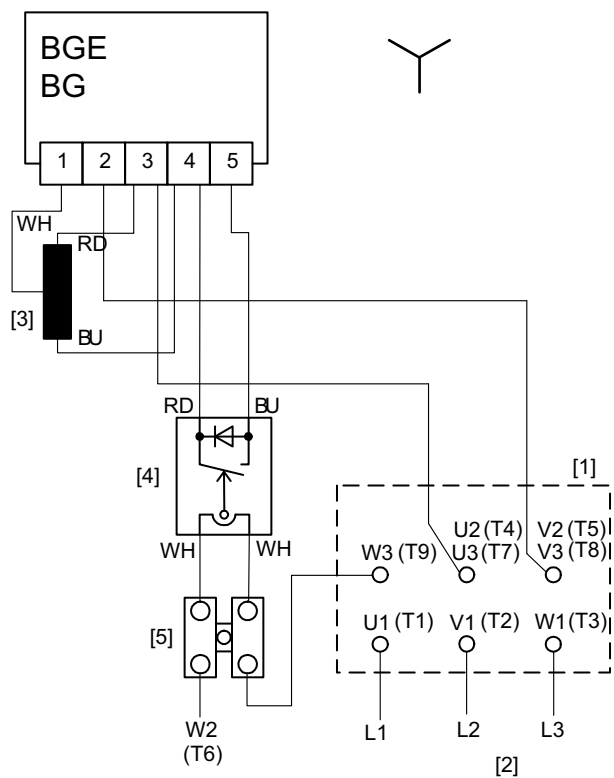 BGE
BG
1 2 3 4 5
WH
RD
[3]
BU
RD BU
[4]
[1]
WH WH
U2 (T4) V2 (T5)
W3 (T9) U3 (T7) V3 (T8)
U1 (T1) V1 (T2) W1 (T3)
[5]
W2
(T6)
L1 L2 L3
[2]